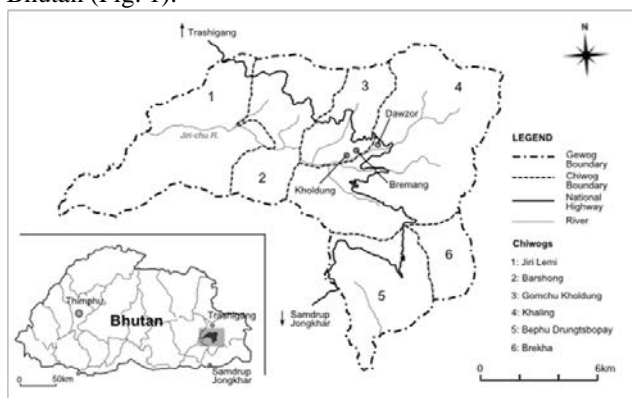 Bhutan (Fig. 1).
↑ Trashigang
N
1
3
4
Dawzor
Jiri-chu R.
LEGEND
Gewog
Boundary
Chiwog
Boundary
National
Highway
River
Kholdung
Bremang
2
6
5
Chiwogs
1: Jiri Lemi
2: Barshong
3: Gomchu Kholdung
4: Khaling
5: Bephu Drungtsbopay
6: Brekha
Thimphu
Trashigang
Bhutan
↓ Samdrup
Jongkhar
Samdrup
Jongkhar
0 50km
0 6km